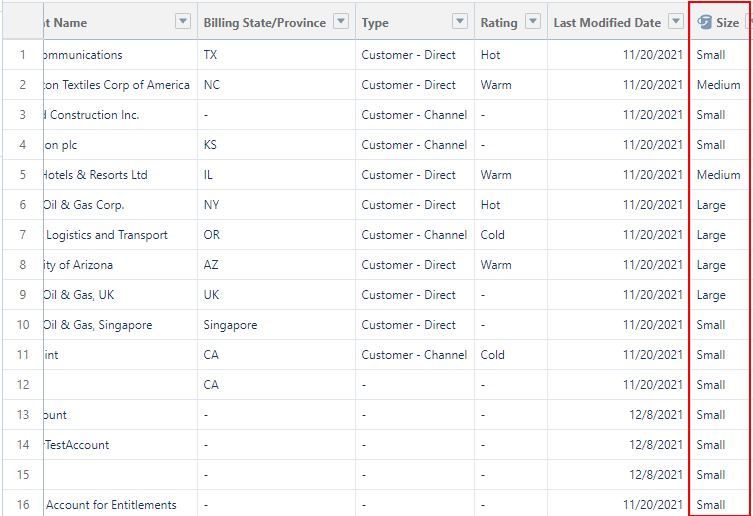 t Name Billing State/Province Type Rating Last Modified Date Size
1 ommunications TX Customer - Direct Hot 11/20/2021 Small
2 ton Textiles Corp of America NC Customer - Direct Warm 11/20/2021 Medium
3 d Construction Inc. - Customer - Channel - 11/20/2021 Small
4 on plc KS Customer - Channel - 11/20/2021 Small
5 Hotels & Resorts Ltd IL Customer - Direct Warm 11/20/2021 Medium
6 Oil & Gas Corp. NY Customer - Direct Hot 11/20/2021 Large
7 Logistics and Transport OR Customer - Channel Cold 11/20/2021 Large
8 ity of Arizona AZ Customer - Direct Warm 11/20/2021 Large
9 Oil & Gas, UK UK Customer - Direct - 11/20/2021 Large
10 Oil & Gas, Singapore Singapore Customer - Direct - 11/20/2021 Small
11 int CA Customer - Channel Cold 11/20/2021 Small
12 CA - - 11/20/2021 Small
13 ount - - - 12/8/2021 Small
14 rTestAccount - - - 12/8/2021 Small
15 - - - 12/8/2021 Small
16 Account for Entitlements - - - 11/20/2021 Small